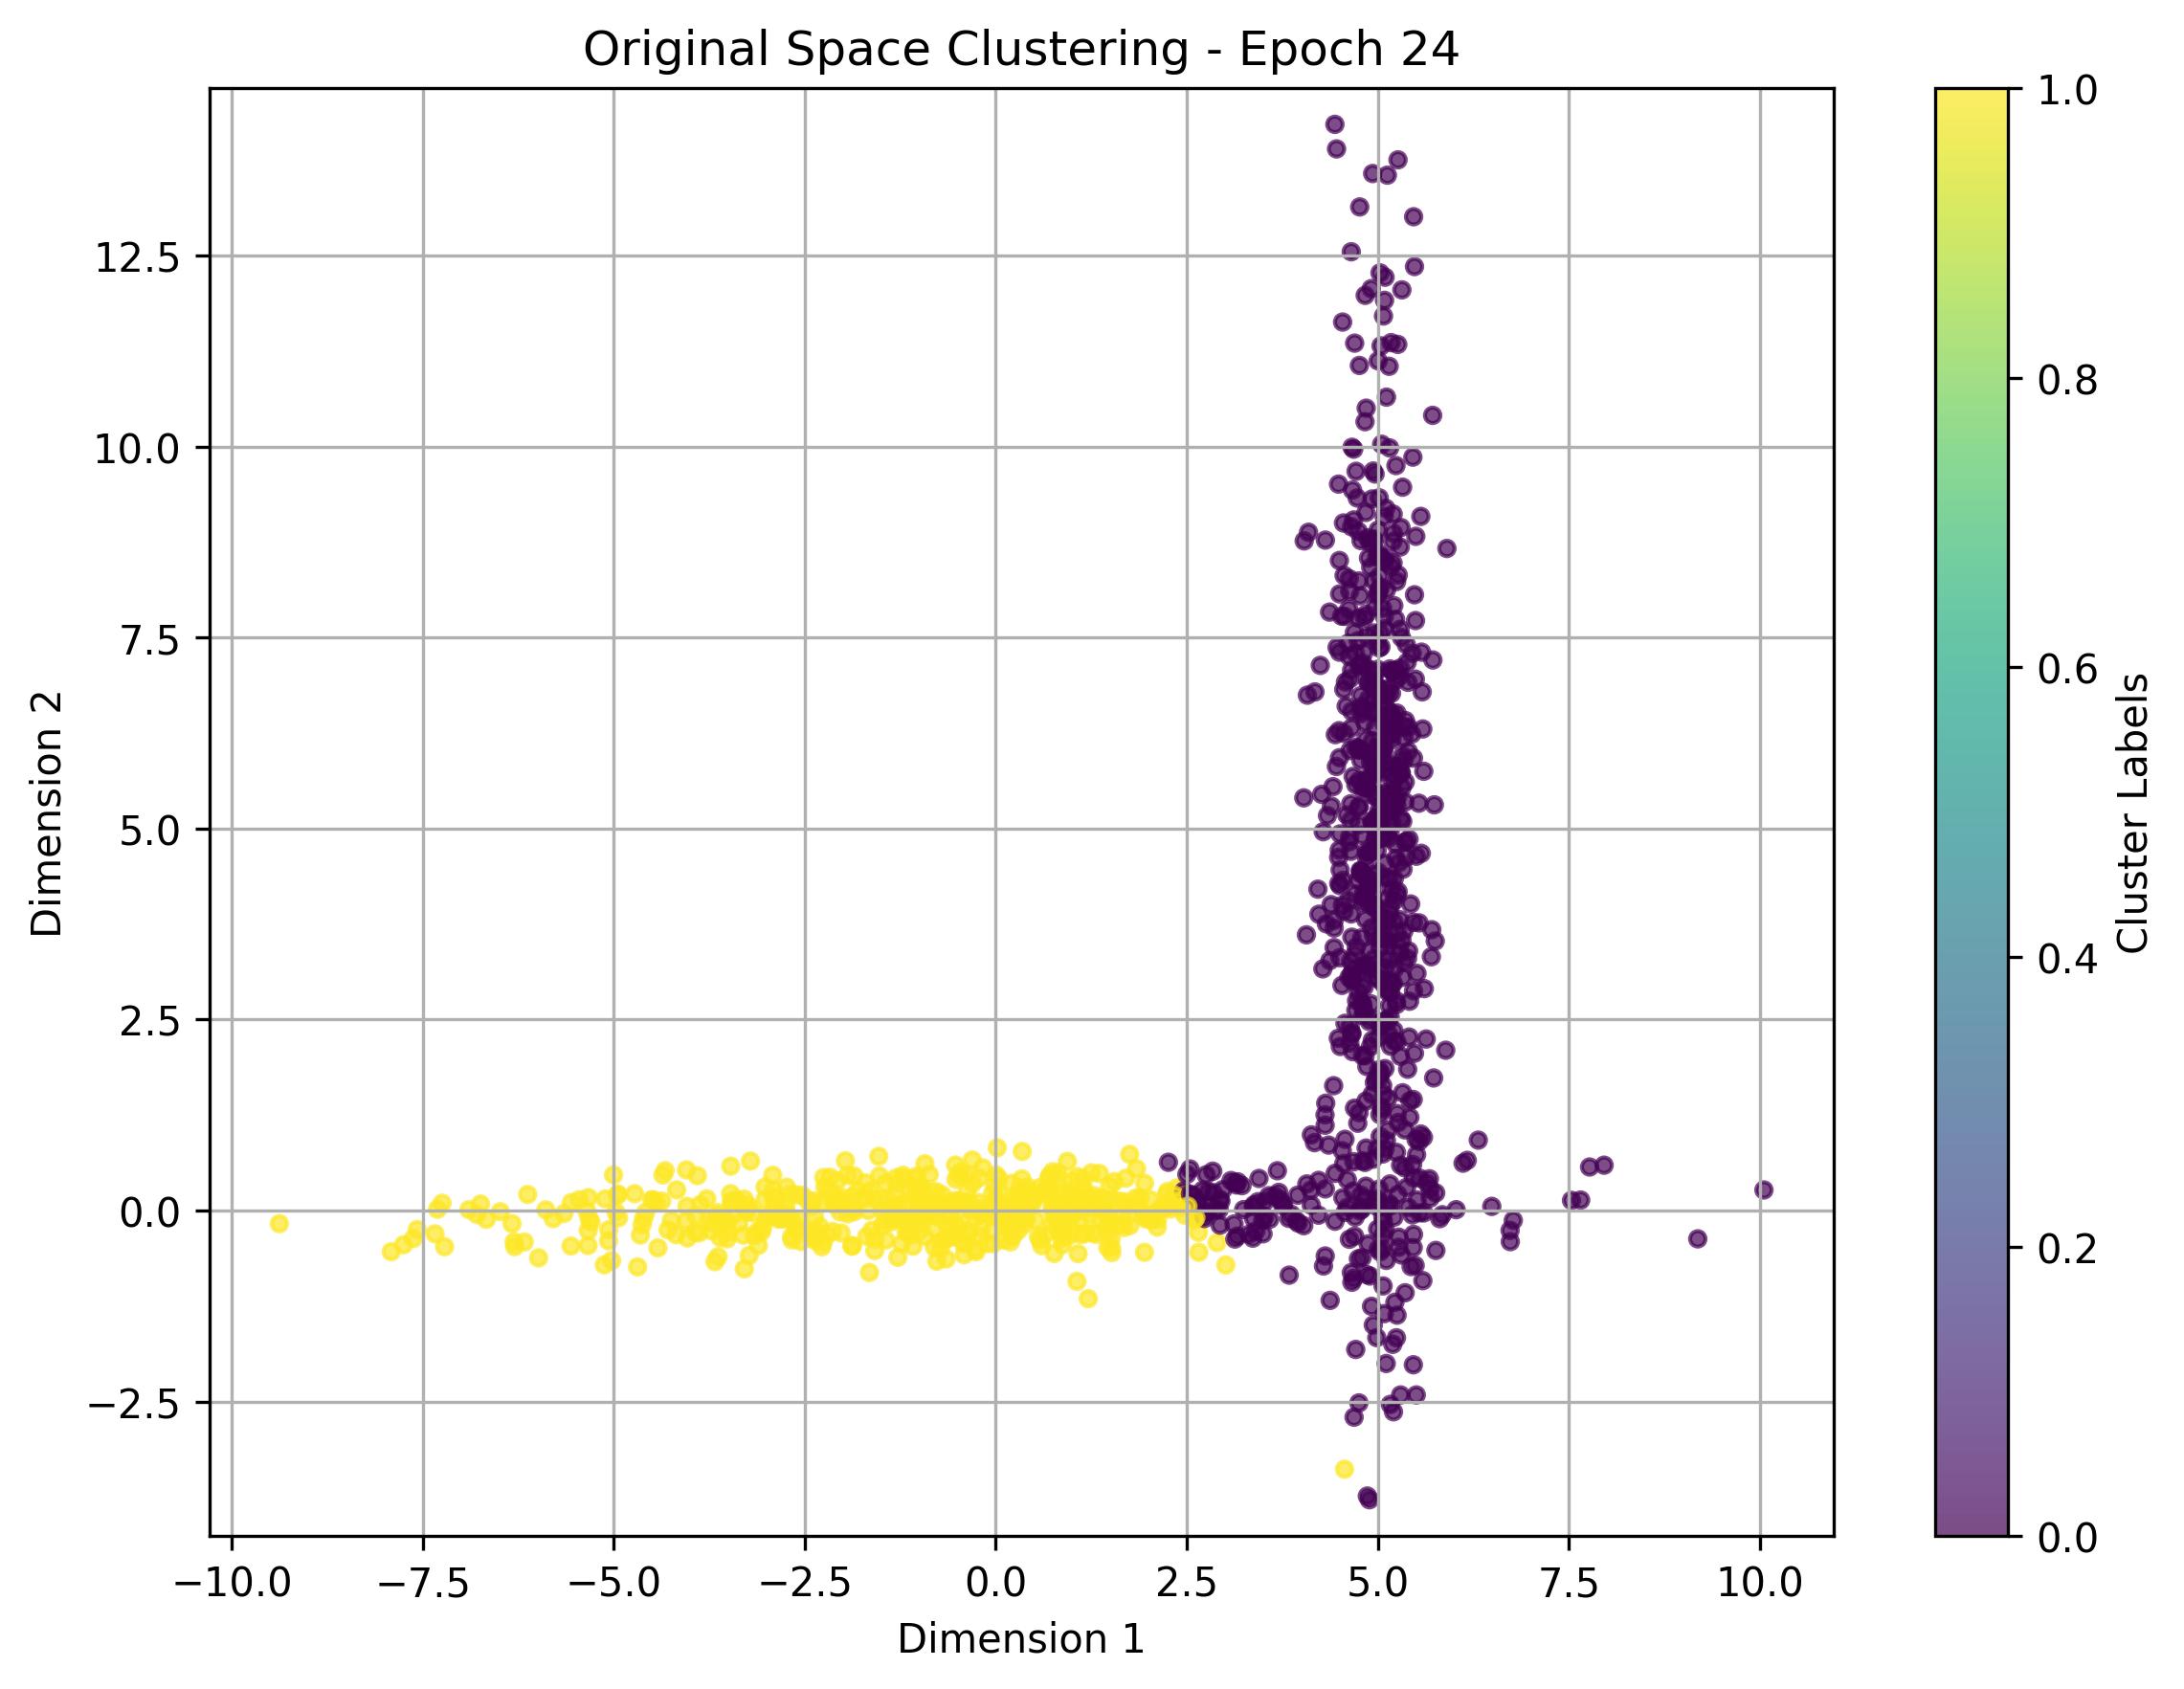 Original Space Clustering - Epoch 24
1.0
0.8
0.6
0.4
0.2
0.0
Cluster Labels
12.5
10.0
7.5
5.0
2.5
0.0
−2.5
Dimension 2
−10.0 −7.5 −5.0 −2.5 0.0 2.5 5.0 7.5 10.0
Dimension 1